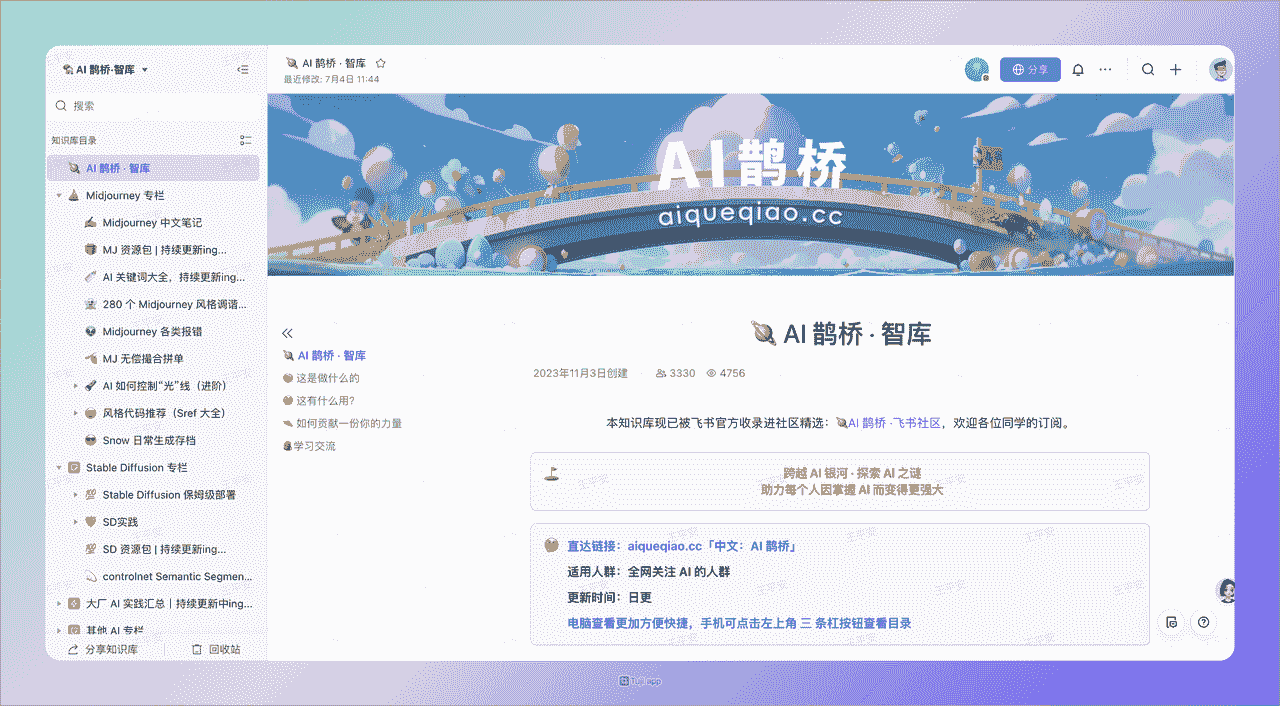 AI 鹊桥·智库
搜索
知识库目录
AI 鹊桥 · 智库
Midjourney 专栏
Midjourney 中文笔记
MJ 资源包 | 持续更新ing...
AI 关键词大全，持续更新ing...
280 个 Midjourney 风格调谐...
Midjourney 各类报错
MJ 无偿撮合拼单
AI 如何控制“光”线（进阶）
风格代码推荐（Sref 大全）
Snow 日常生成存档
Stable Diffusion 专栏
Stable Diffusion 保姆级部署
SD实践
SD 资源包 | 持续更新ing...
controlnet Semantic Segmen...
大厂 AI 实践汇总｜持续更新中ing...
其他 AI 专栏
分享知识库
回收站
AI 鹊桥 · 智库
最近修改: 7月4日 11:44
分享
AI鹊桥
aiqueqiao.cc
AI 鹊桥 · 智库
这是做什么的
这有什么?
如何贡献一份你的力量
学习交流
AI 鹊桥 · 智库
2023年11月3日创建
3330
4756
本知识库现已被飞书官方收录进社区精选：AI 鹊桥 ·飞书社区，欢迎各位同学的订阅。
跨越 AI 银河 · 探索 AI 之谜
助力每个人因掌握 AI 而变得更强大
直达链接：aiqueqiao.cc「中文：AI 鹊桥」
适用人群：全网关注 AI 的人群
更新时间：日更
电脑查看更加方便快捷，手机可点击左上角 三 条杠按钮查看目录